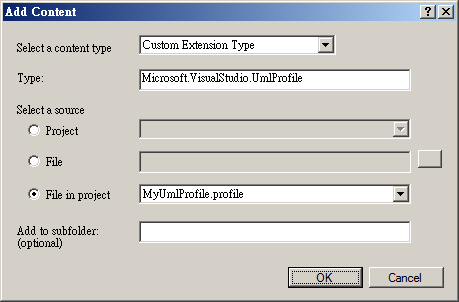 Add Content
Select a content type
Custom Extension Type
Type:
Microsoft.VisualStudio.UmlProfile
Select a source
Project
File
File in project
MyUmlProfile.profile
Add to subfolder:
(optional)
OK
Cancel